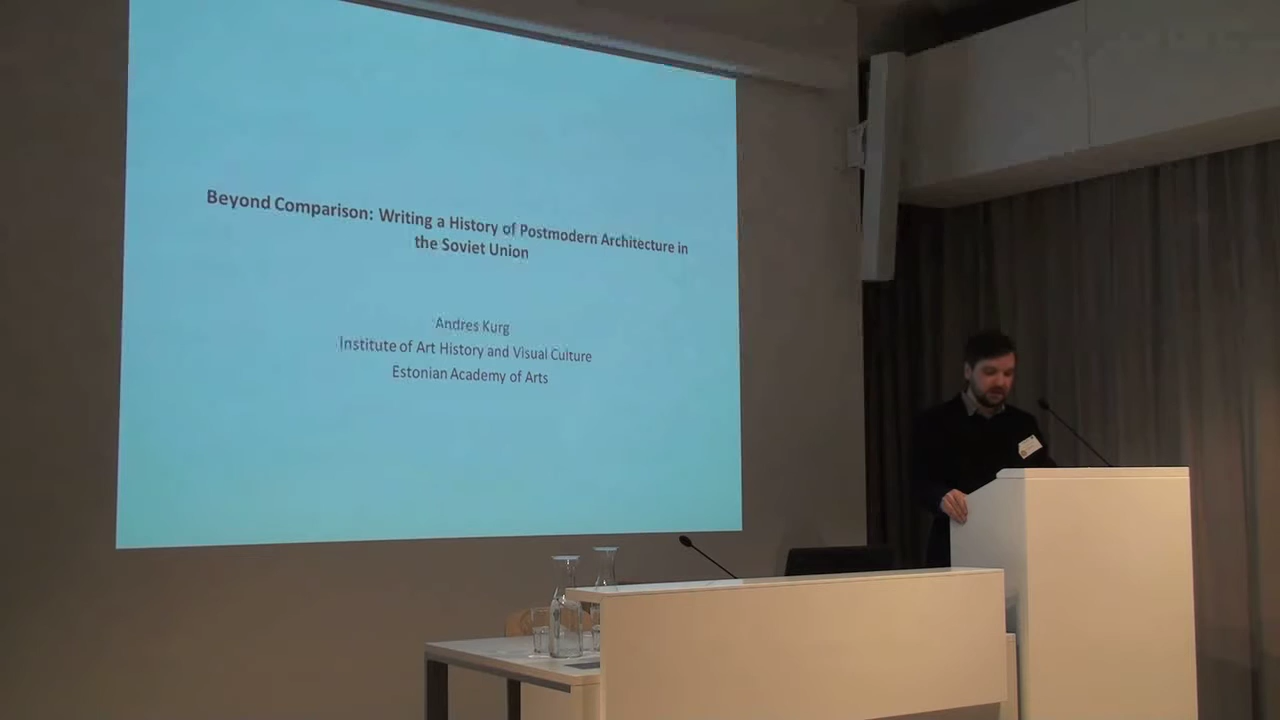 Beyond Comparison: Writing a History of Postmodern Architecture in
the Soviet Union
Andres Kurg
Institute of Art History and Visual Culture
Estonian Academy of Arts